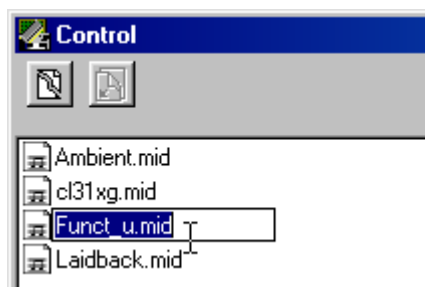 Control
Ambient.mid
cl31xg.mid
Funct_u.mid
Laidback.mid